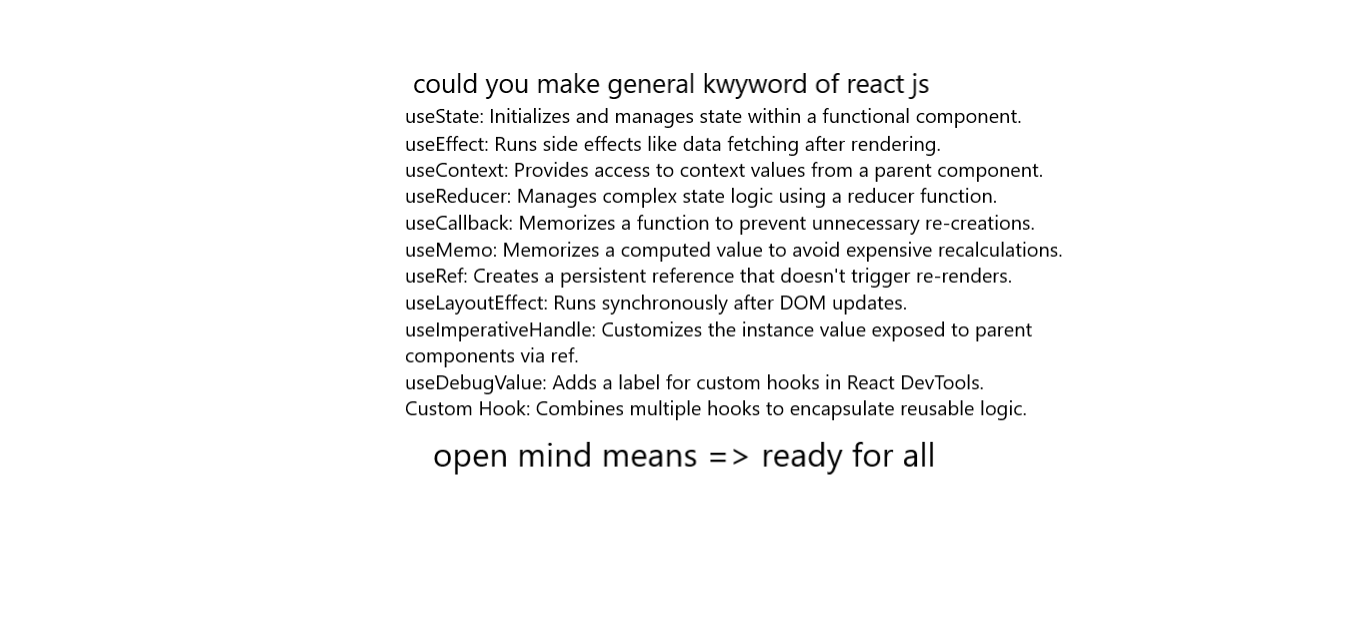 could you make general kwyword of react js
useState: Initializes and manages state within a functional component.
useEffect: Runs side effects like data fetching after rendering.
useContext: Provides access to context values from a parent component.
useReducer: Manages complex state logic using a reducer function.
useCallback: Memorizes a function to prevent unnecessary re-creations.
useMemo: Memorizes a computed value to avoid expensive recalculations.
useRef: Creates a persistent reference that doesn't trigger re-renders.
useLayoutEffect: Runs synchronously after DOM updates.
useImperativeHandle: Customizes the instance value exposed to parent
components via ref.
useDebugValue: Adds a label for custom hooks in React DevTools.
Custom Hook: Combines multiple hooks to encapsulate reusable logic.
open mind means => ready for all